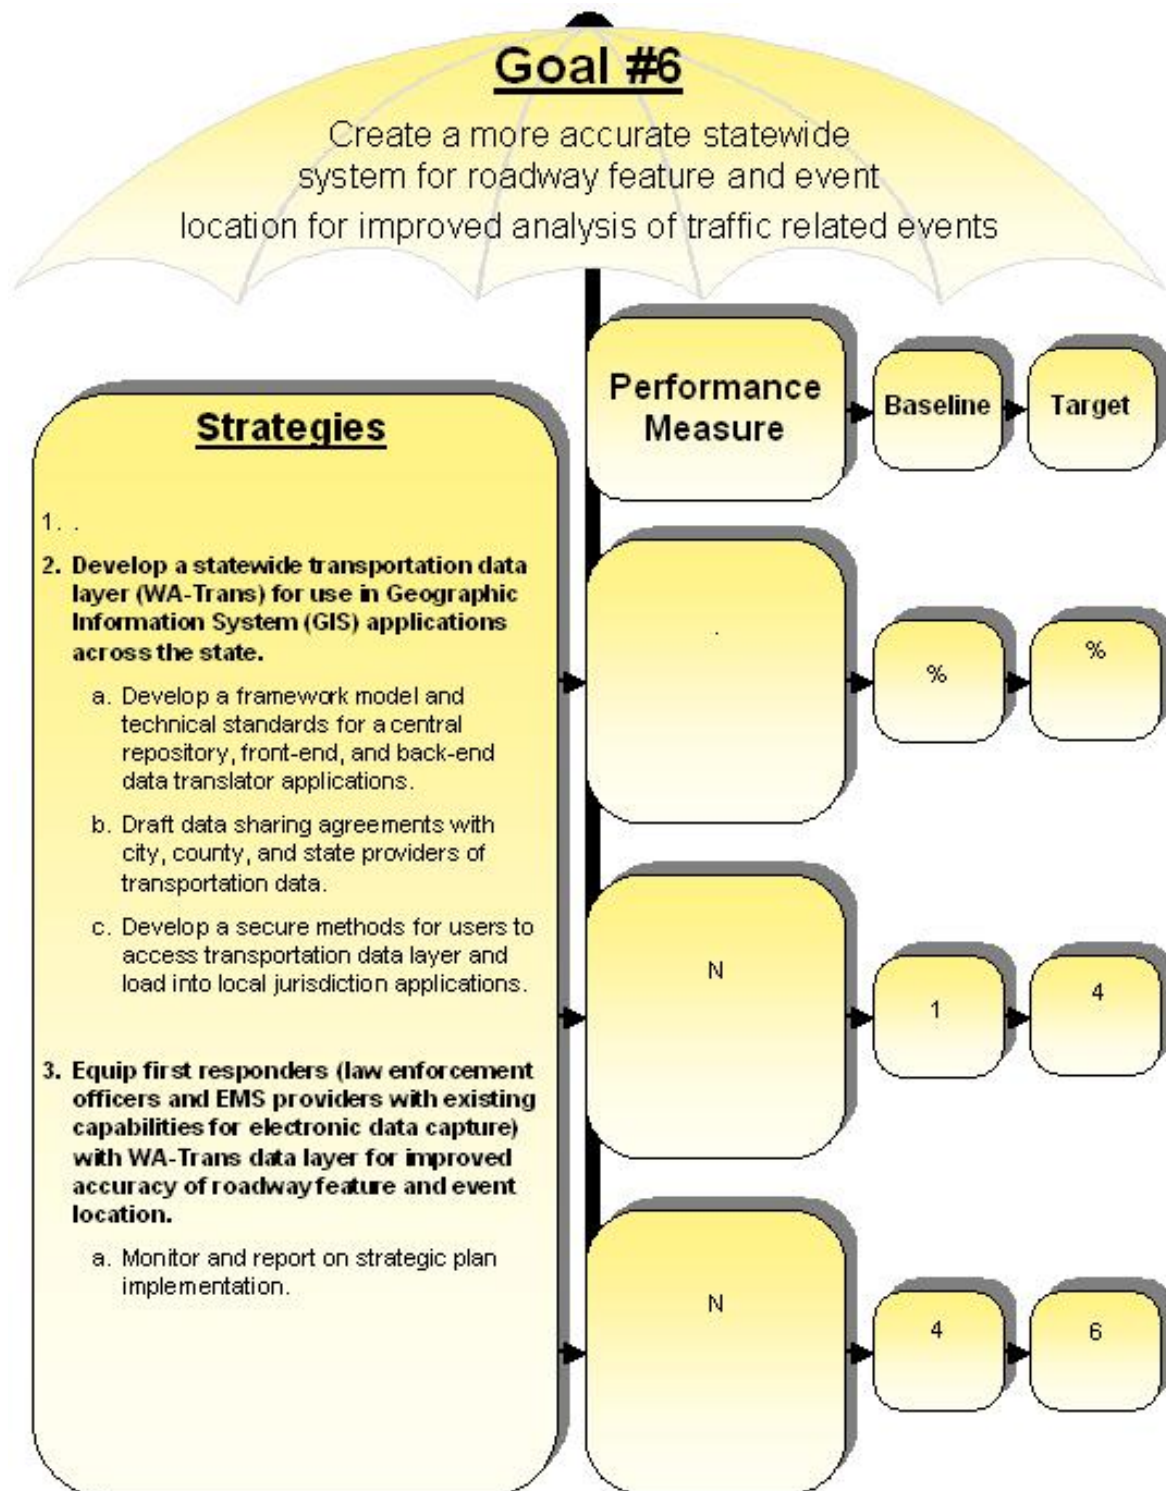 Goal #6
Create a more accurate statewide
system for roadway feature and event
location for improved analysis of traffic related events
Performance
Measure
Baseline
Target
Strategies
1. .
2. Develop a statewide transportation data
layer (WA-Trans) for use in Geographic
Information System (GIS) applications
across the state.
a. Develop a framework model and
technical standards for a central
repository, front-end, and back-end
data translator applications.
b. Draft data sharing agreements with
city, county, and state providers of
transportation data.
c. Develop a secure methods for users to
access transportation data layer and
load into local jurisdiction applications.
3. Equip first responders (law enforcement
officers and EMS providers with existing
capabilities for electronic data capture)
with WA-Trans data layer for improved
accuracy of roadway feature and event
location.
a. Monitor and report on strategic plan
implementation.
.
%
%
N
1
4
N
4
6